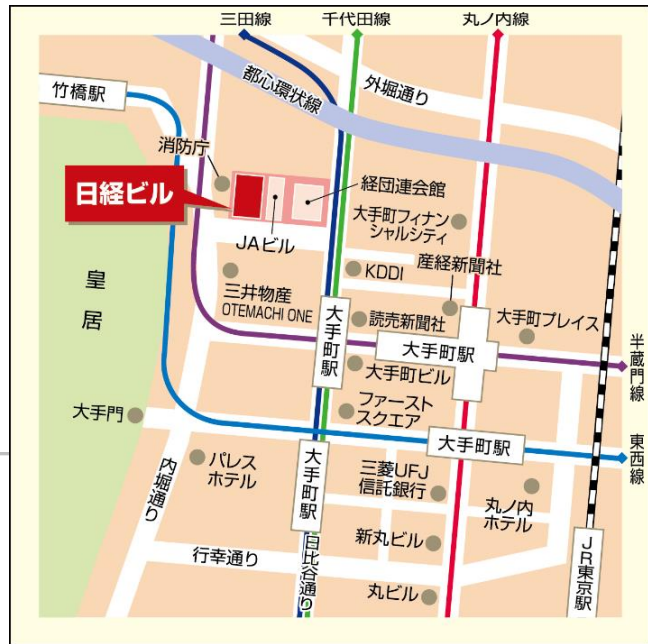 三田線
千代田線
丸ノ内線
竹橋駅
都心環状線
外堀通り
消防庁
日経ビル
経団連会館
JAビル
大手町フィナン
シャルシティ
KDDI
産経新聞社
三井物産
OTEMACHI ONE
皇居
大手町駅
読売新聞社
大手町プレイス
大手町駅
半蔵門線
大手町ビル
大手門
ファースト
スクエア
大手町駅
東西線
内堀通り
パレス
ホテル
大手町駅
三菱UFJ
信託銀行
丸ノ内
ホテル
新丸ビル
行幸通り
日比谷通り
丸ビル
JR東京駅